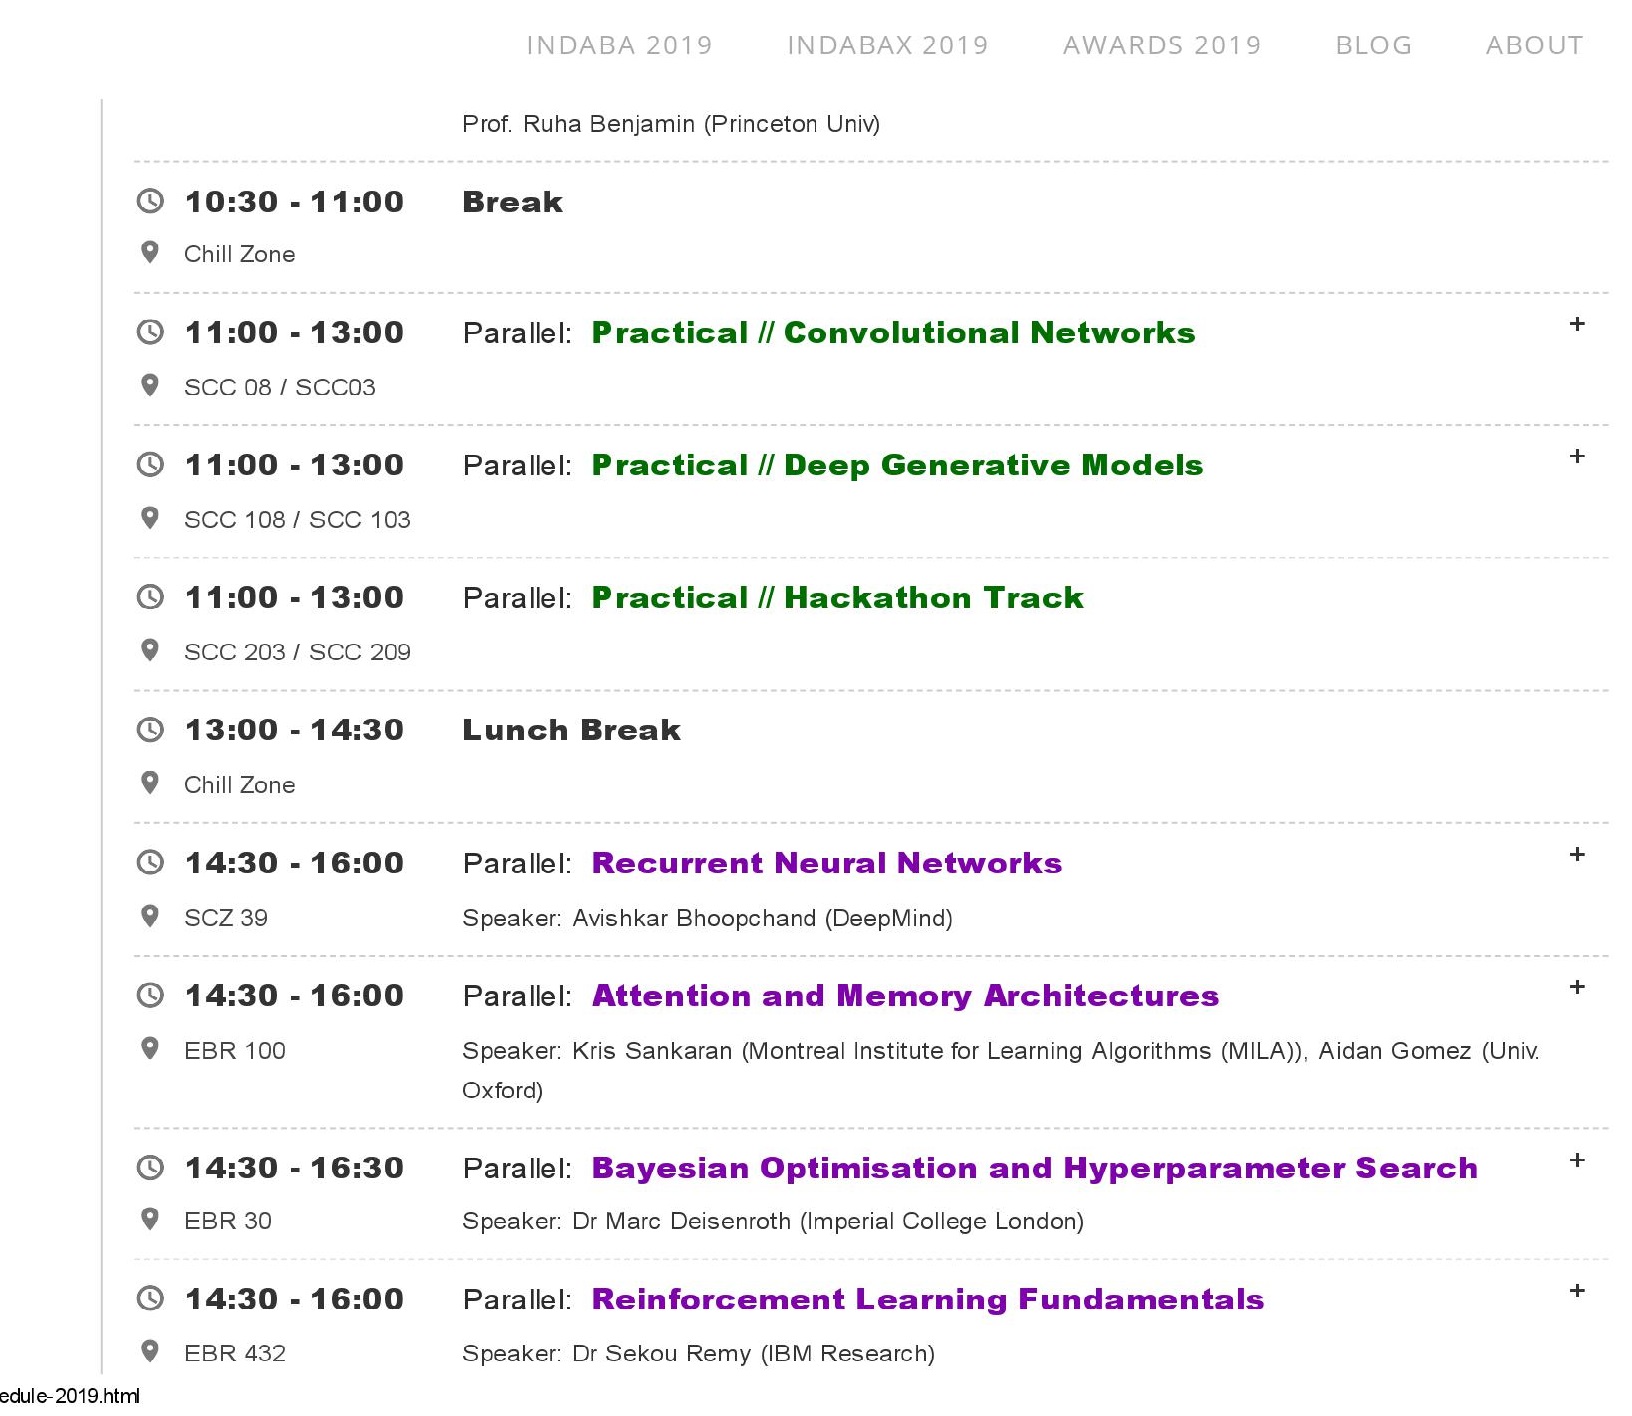 INDABA 2019 INDABAX 2019 AWARDS 2019 BLOG ABOUT
Prof. Ruha Benjamin (Princeton Univ)
10:30 - 11:00 Break
Chill Zone
11:00 - 13:00 Parallel: Practical // Convolutional Networks +
SCC 08 / SCC03
11:00 - 13:00 Parallel: Practical // Deep Generative Models +
SCC 108 / SCC 103
11:00 - 13:00 Parallel: Practical // Hackathon Track
SCC 203 / SCC 209
13:00 - 14:30 Lunch Break
Chill Zone
14:30 - 16:00 Parallel: Recurrent Neural Networks +
SCZ 39 Speaker: Avishkar Bhoopchand (DeepMind)
14:30 - 16:00 Parallel: Attention and Memory Architectures +
EBR 100 Speaker: Kris Sankaran (Montreal Institute for Learning Algorithms (MILA)), Aidan Gomez (Univ.
Oxford)
14:30 - 16:30 Parallel: Bayesian Optimisation and Hyperparameter Search +
EBR 30 Speaker: Dr Marc Deisenroth (Imperial College London)
14:30 - 16:00 Parallel: Reinforcement Learning Fundamentals +
EBR 432 Speaker: Dr Sekou Remy (IBM Research)
edule-2019.html